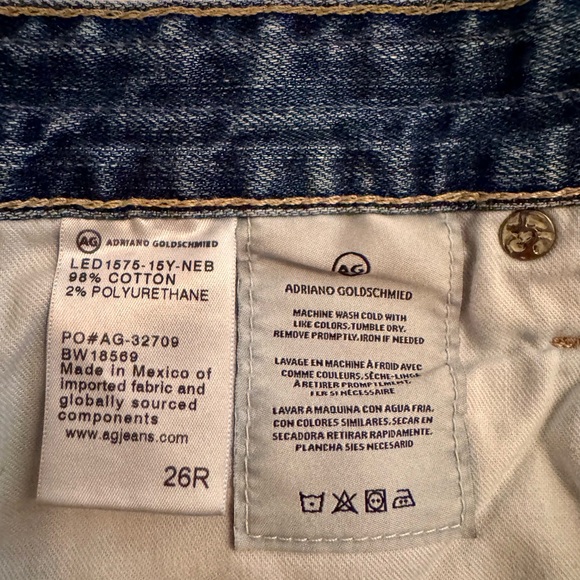 AG ADRIANO GOLDSCHMIED
LED1575-15Y-NEB
98% COTTON
2% POLYURETHANE
PO#AG-32709
BW18569
Made in Mexico of
imported fabric and
globally sourced
components
www.agjeans.com
26R
AG
ADRIANO GOLDSCHMIED
MACHINE WASH COLD WITH
LIKE COLORS. TUMBLE DRY.
REMOVE PROMPTLY. IRON IF NEEDED
LAVAGE EN MACHINE À FROID AVEC
COMME COULEURS, SÈCHE-LINGE
À RETIRER PROMPTEMENT.
FER SI NÉCESSAIRE
LAVAR A MAQUINA CON AGUA FRIA.
CON COLORES SIMILARES. SECAR EN
SECADORA RETIRAR RAPIDAMENTE.
PLANCHA SIES NECESARIO